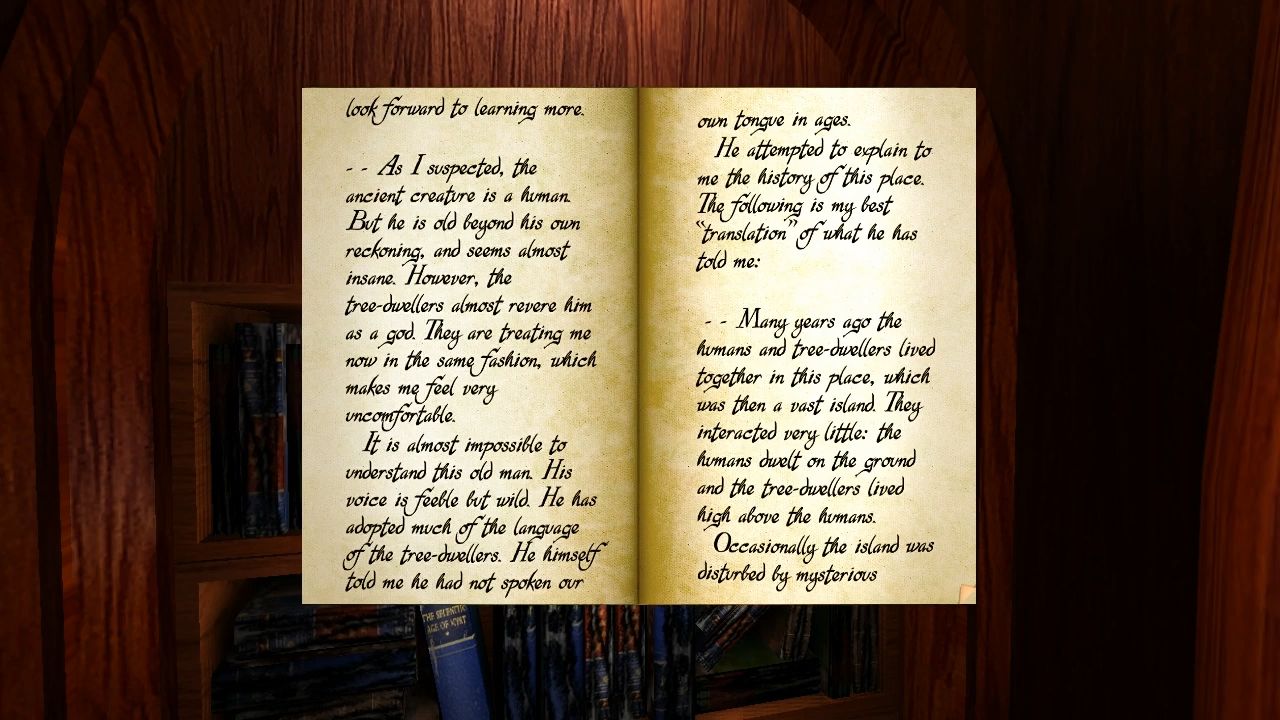 look forward to learning more.
- - As I suspected, the
ancient creature is a human.
But he is old beyond his own
reckoning, and seems almost
insane. However, the
tree-dwellers almost revere him
as a god. They are treating me
now in the same fashion, which
makes me feel very
uncomfortable.
It is almost impossible to
understand this old man. His
voice is feeble but wild. He has
adopted much of the language
of the tree-dwellers. He himself
told me he had not spoken our
own tongue in ages.
He attempted to explain to
me the history of this place.
The following is my best
“translation” of what he has
told me:
- - Many years ago the
humans and tree-dwellers lived
together in this place, which
was then a vast island. They
interacted very little: the
humans dwelt on the ground
and the tree-dwellers lived
high above the humans.
Occasionally the island was
disturbed by mysterious
THE SELENITIC
AGE OF MYST